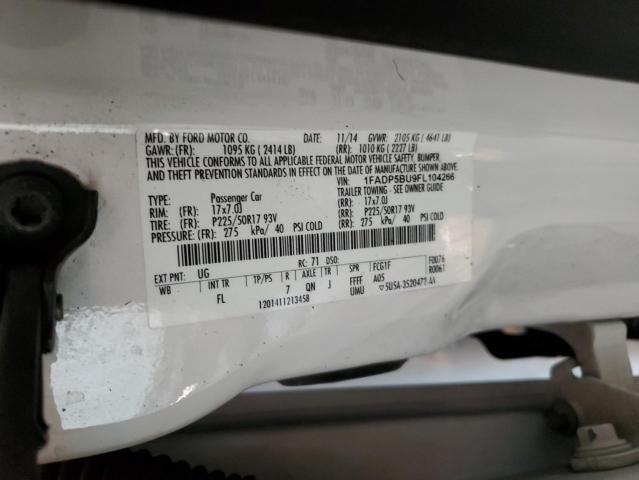 MFD. BY FORD MOTOR CO. DATE: 11/14 GVWR: 2105 KG ( 4641 LB)
GAWR: (FR): 1095 KG ( 2414 LB) (RR): 1010 KG ( 2227 LB)
THIS VEHICLE CONFORMS TO ALL APPLICABLE FEDERAL MOTOR VEHICLE SAFETY, BUMPER,
AND THEFT PREVENTION STANDARDS IN EFFECT ON THE DATE OF MANUFACTURE SHOWN ABOVE.
VIN: 1FADP5BU9FL104266
TYPE: Passenger Car TRAILER TOWING - SEE OWNER GUIDE
RIM: (FR): 17x7.0J (RR): 17x7.0J
TIRE: (FR): P225/50R17 93V (RR): P225/50R17 93V
PRESSURE: (FR): 275 kPa/ 40 PSI COLD (RR): 275 kPa/ 40 PSI COLD
EXT PNT: UG RC: 71 DSO: F0076
WB INT TR TP/PS R AXLE TR SPR FCG1F R0061
FL 7 QN J FFFF A05
1201411213458 UMU